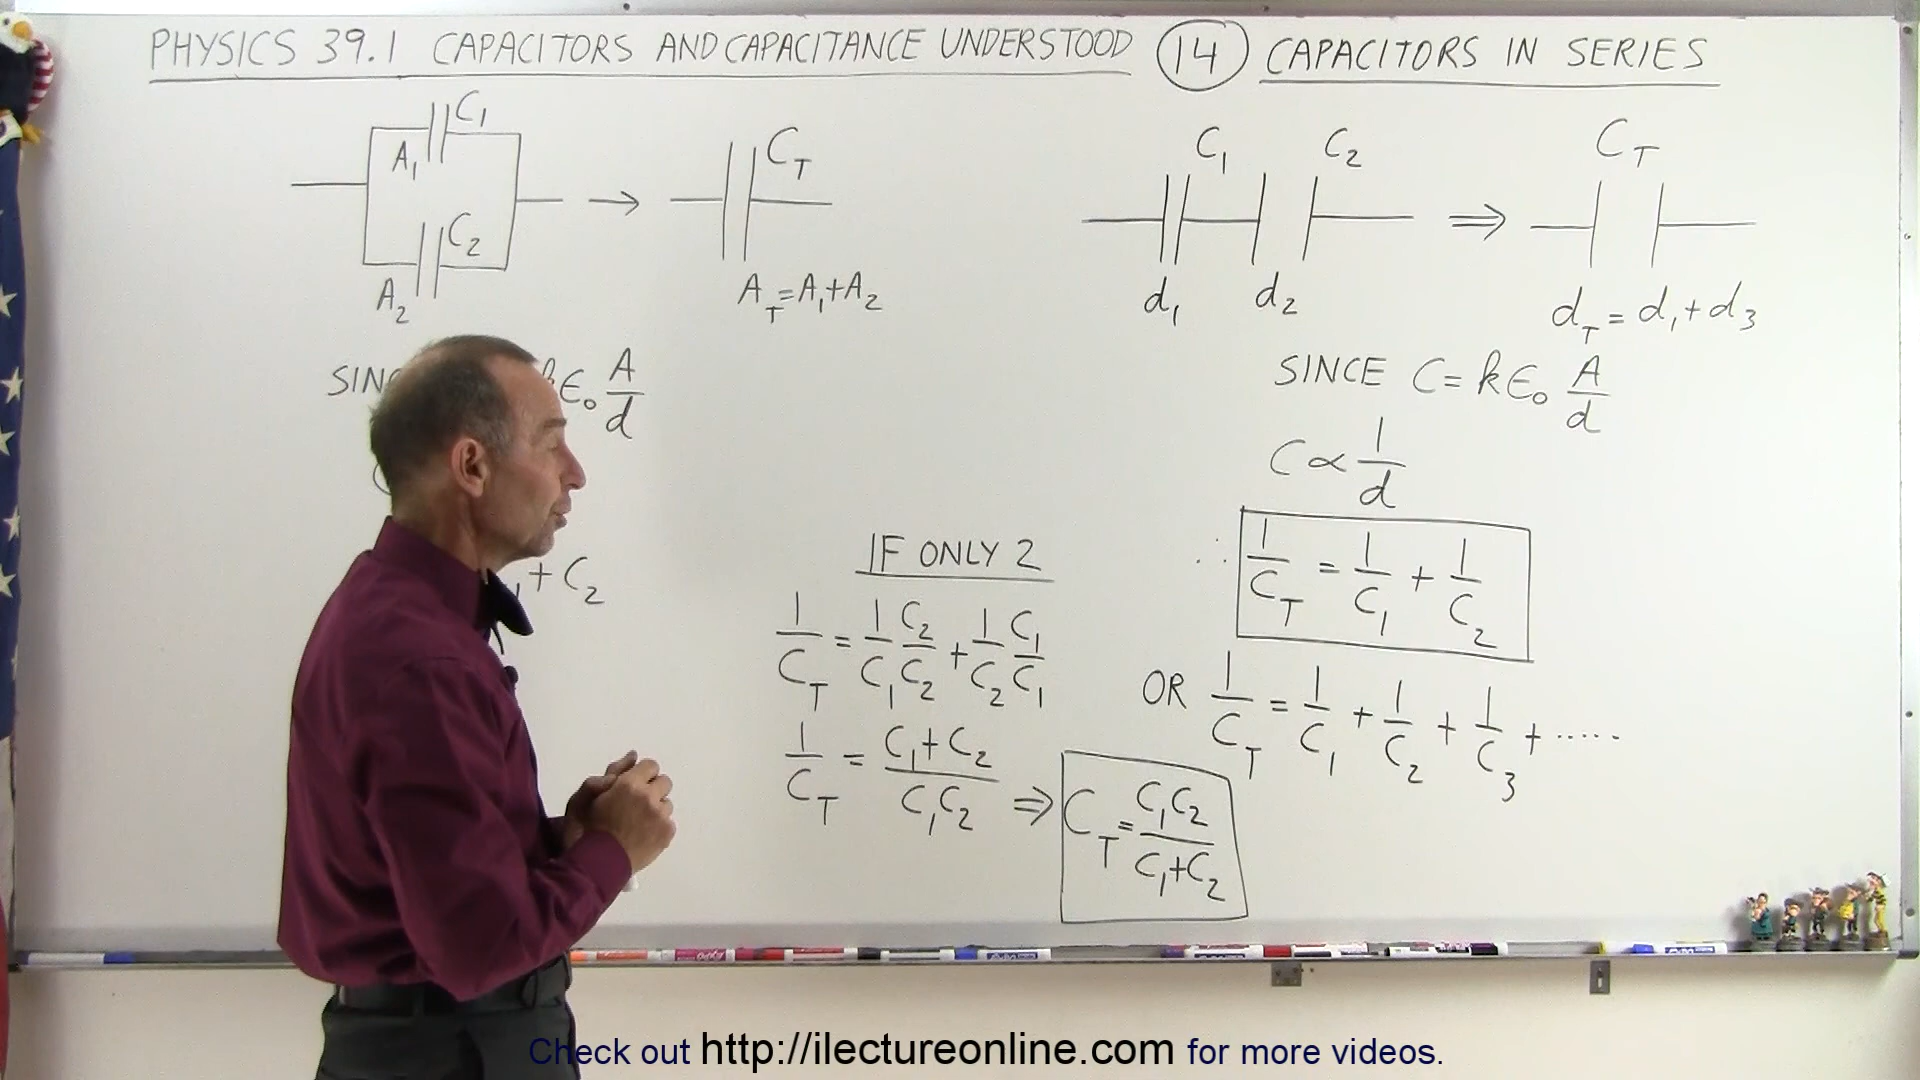 PHYSICS 39.1 CAPACITORS AND CAPACITANCE UNDERSTOOD (14) CAPACITORS IN SERIES
C₁
A₁
C₂
A₂
→
C_T
A_T = A₁ + A₂
C₁ C₂
d₁ d₂
⇒
C_T
d_T = d₁ + d₃
kϵ₀ A/d
+ C₂
IF ONLY 2
1/C_T = 1/C₁ C₂/C₂ + 1/C₂ C₁/C₁
1/C_T = (C₁ + C₂)/(C₁C₂) ⇒ C_T = C₁C₂/(C₁ + C₂)
SINCE C = kϵ₀ A/d
C ∝ 1/d
∴ 1/C_T = 1/C₁ + 1/C₂
OR 1/C_T = 1/C₁ + 1/C₂ + 1/C₃ + .....
Check out http://ilectureonline.com for more videos.